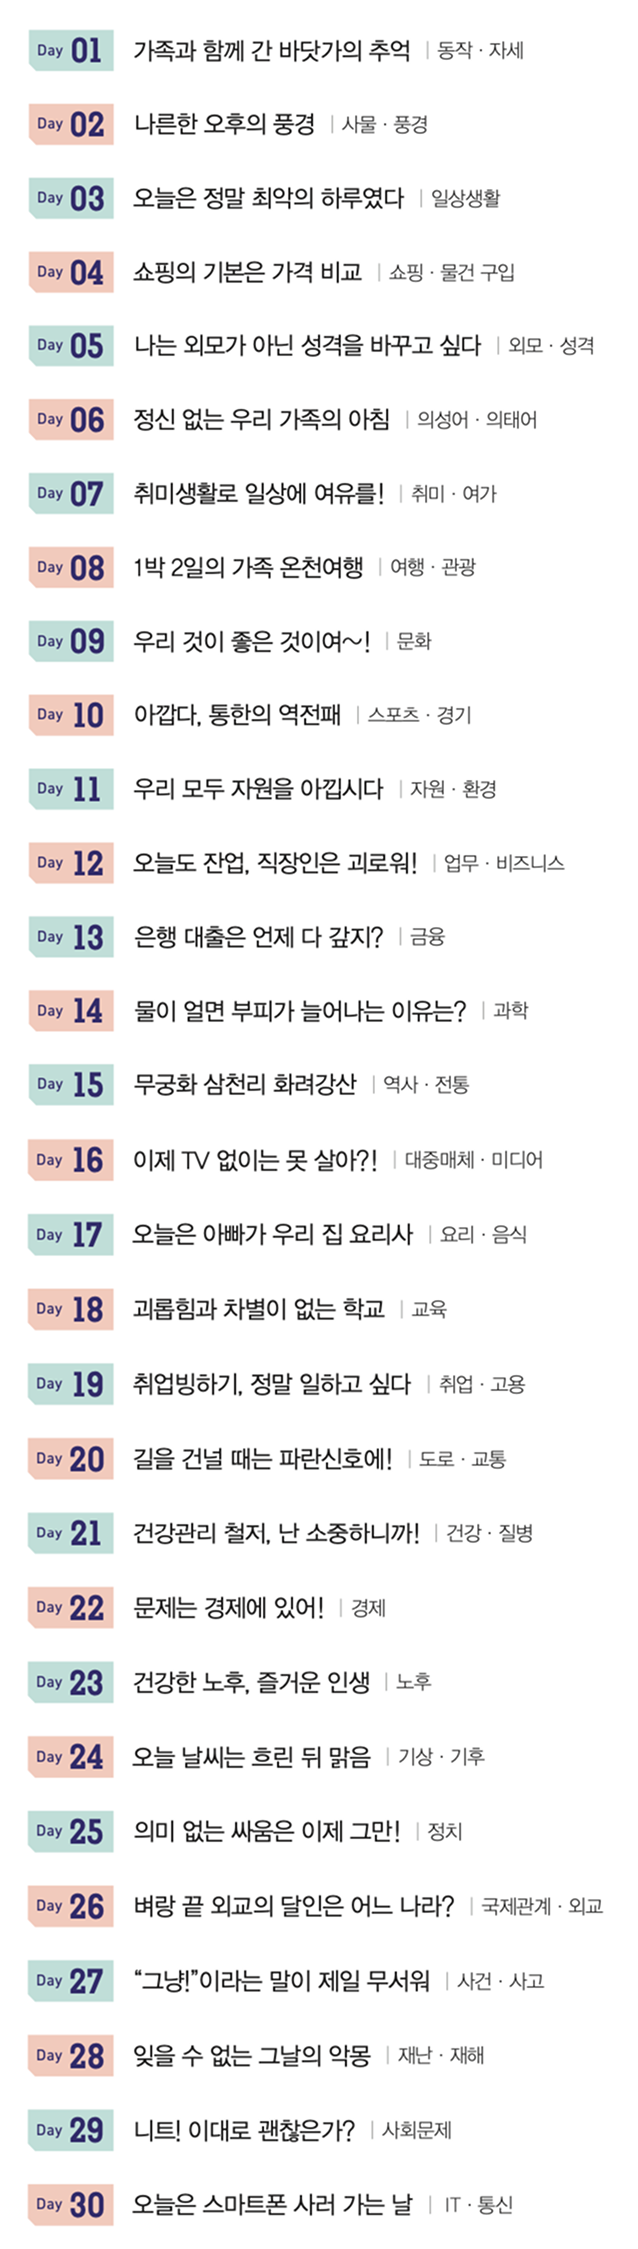 Day 01 가족과 함께 간 바닷가의 추억 | 동작 · 자세
Day 02 나른한 오후의 풍경 | 사물 · 풍경
Day 03 오늘은 정말 최악의 하루였다 | 일상생활
Day 04 쇼핑의 기본은 가격 비교 | 쇼핑 · 물건 구입
Day 05 나는 외모가 아닌 성격을 바꾸고 싶다 | 외모 · 성격
Day 06 정신 없는 우리 가족의 아침 | 의성어 · 의태어
Day 07 취미생활로 일상에 여유를! | 취미 · 여가
Day 08 1박 2일의 가족 온천여행 | 여행 · 관광
Day 09 우리 것이 좋은 것이여~! | 문화
Day 10 아깝다, 통한의 역전패 | 스포츠 · 경기
Day 11 우리 모두 자원을 아낍시다 | 자원 · 환경
Day 12 오늘도 잔업, 직장인은 괴로워! | 업무 · 비즈니스
Day 13 은행 대출은 언제 다 갚지? | 금융
Day 14 물이 얼면 부피가 늘어나는 이유는? | 과학
Day 15 무궁화 삼천리 화려강산 | 역사 · 전통
Day 16 이제 TV 없이는 못 살아?! | 대중매체 · 미디어
Day 17 오늘은 아빠가 우리 집 요리사 | 요리 · 음식
Day 18 괴롭힘과 차별이 없는 학교 | 교육
Day 19 취업빙하기, 정말 일하고 싶다 | 취업 · 고용
Day 20 길을 건널 때는 파란신호에! | 도로 · 교통
Day 21 건강관리 철저, 난 소중하니까! | 건강 · 질병
Day 22 문제는 경제에 있어! | 경제
Day 23 건강한 노후, 즐거운 인생 | 노후
Day 24 오늘 날씨는 흐린 뒤 맑음 | 기상 · 기후
Day 25 의미 없는 싸움은 이제 그만! | 정치
Day 26 벼랑 끝 외교의 달인은 어느 나라? | 국제관계 · 외교
Day 27 “그냥!”이라는 말이 제일 무서워 | 사건 · 사고
Day 28 잊을 수 없는 그날의 악몽 | 재난 · 재해
Day 29 니트! 이대로 괜찮은가? | 사회문제
Day 30 오늘은 스마트폰 사러 가는 날 | IT · 통신